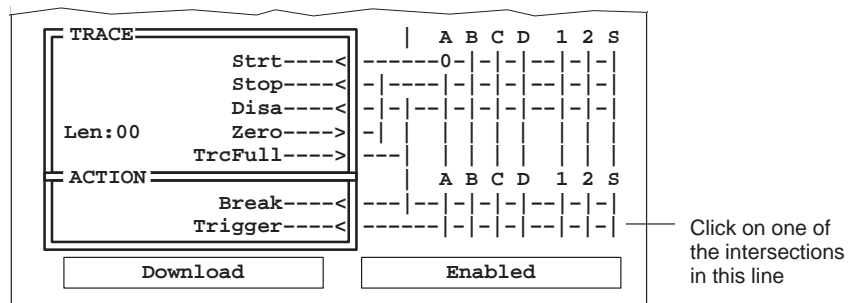 TRACE | A B C D 1 2 S
Strt----< ------0-|-|-|--|-|-|
Stop----< -|----|-|-|-|--|-|-|
Disa----< -|-|--|-|-|-|--|-|-|
Len:00 Zero----> -| | | | | | | | |
TrcFull----> ---| | | | | | | |
ACTION | A B C D 1 2 S
Break----< ---|--|-|-|-|--|-|-|
Trigger----< ------|-|-|-|--|-|-|
Click on one of
the intersections
in this line
Download Enabled